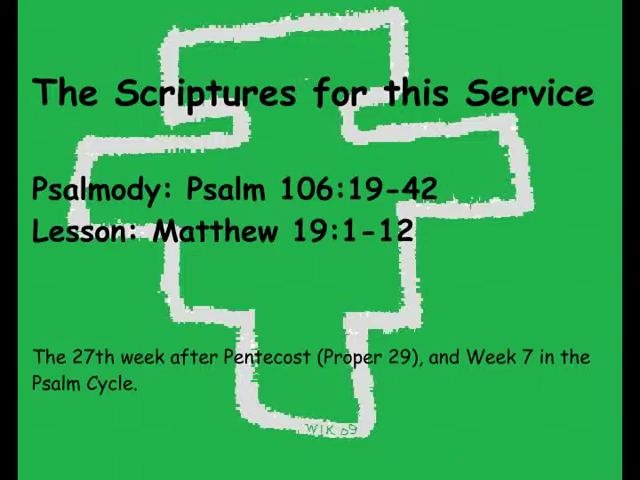 The Scriptures for this Service
Psalmody: Psalm 106:19-42
Lesson: Matthew 19:1-12
The 27th week after Pentecost (Proper 29), and Week 7 in the
Psalm Cycle.
WIK 09